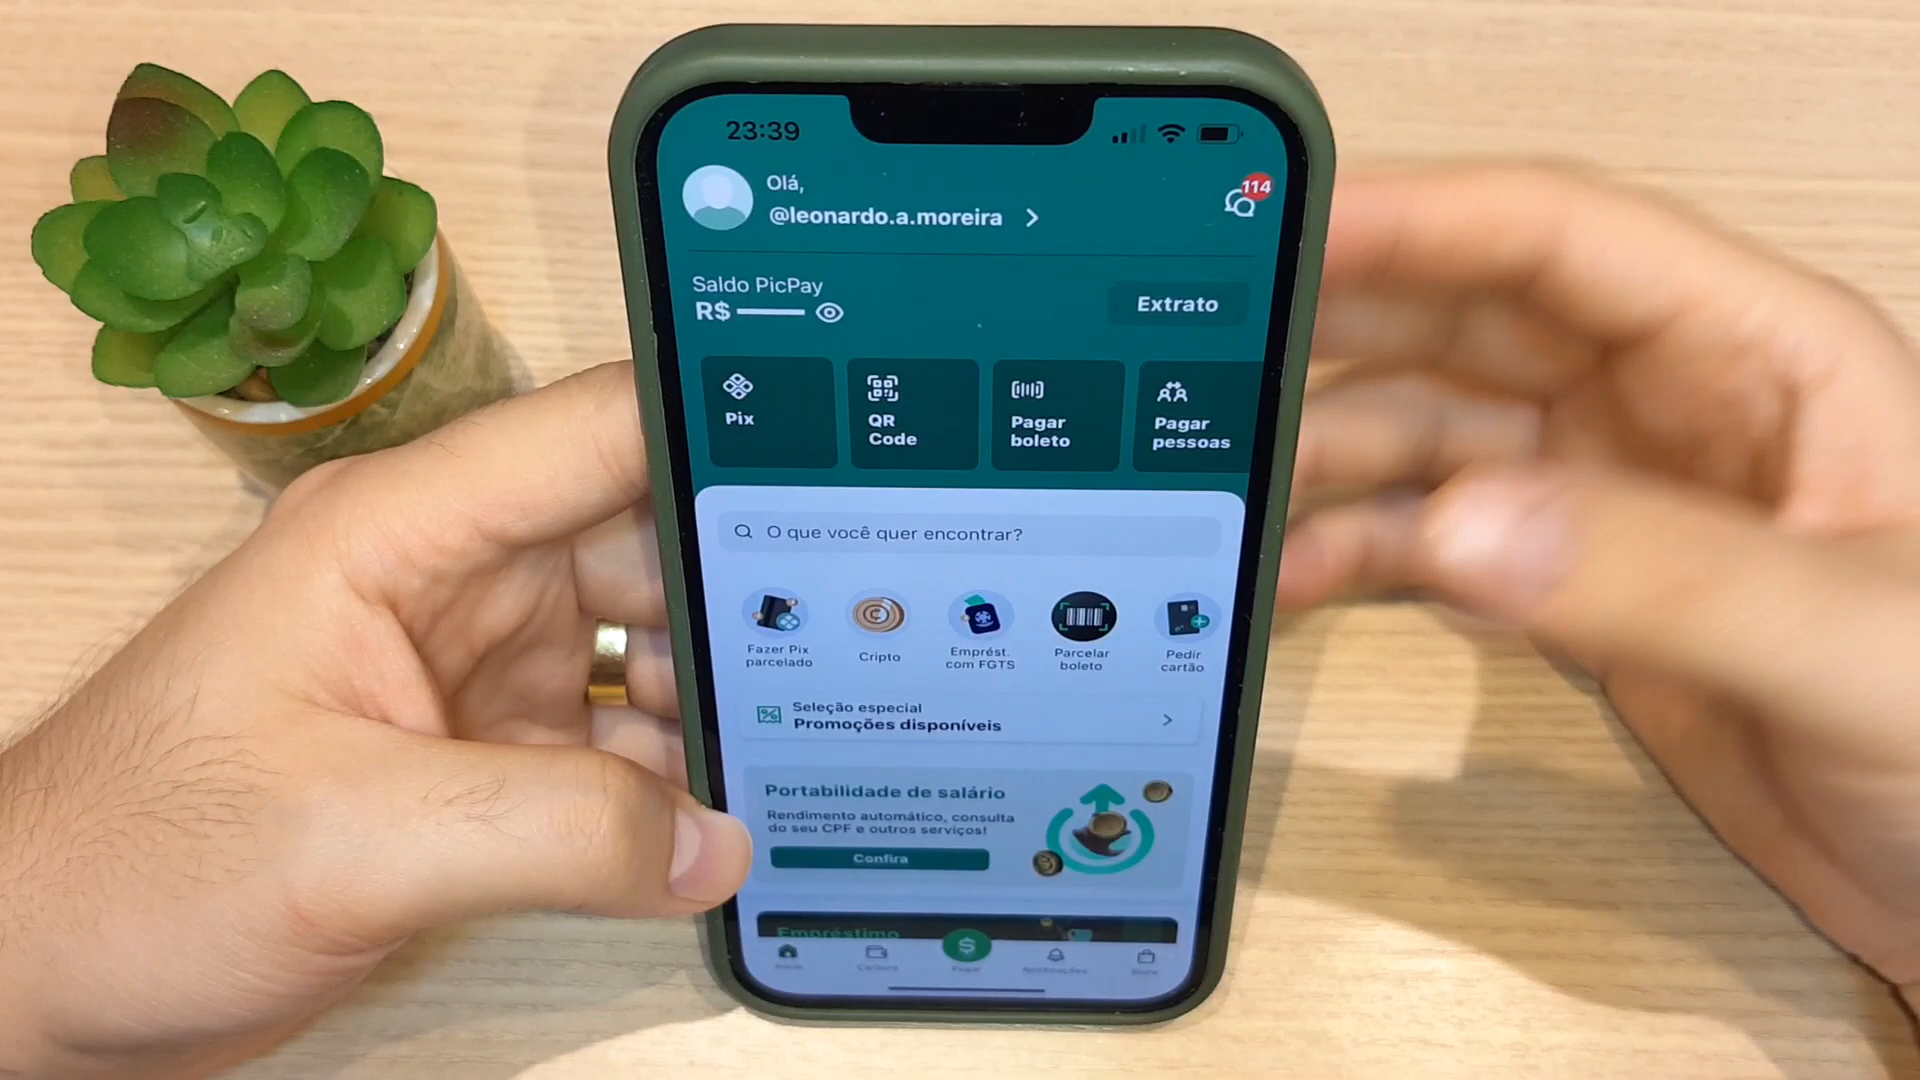 23:39
Olá,
114
@leonardo.a.moreira
Saldo PicPay
R$
Extrato
Pix
QR
Code
Pagar
boleto
Pagar
pessoas
O que você quer encontrar?
Fazer Pix
parcelado
Cripto
Emprést.
com FGTS
Parcelar
boleto
Pedir
cartão
Seleção especial
Promoções disponíveis
Portabilidade de salário
Rendimento automático, consulta
do seu CPF e outros serviços!
Confira
Empréstimo
Início
Carteira
Pagar
Notificações
Store